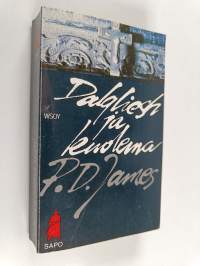 Dalgliesh
WSOY
ja
kuolema
P.D. James
SAPO